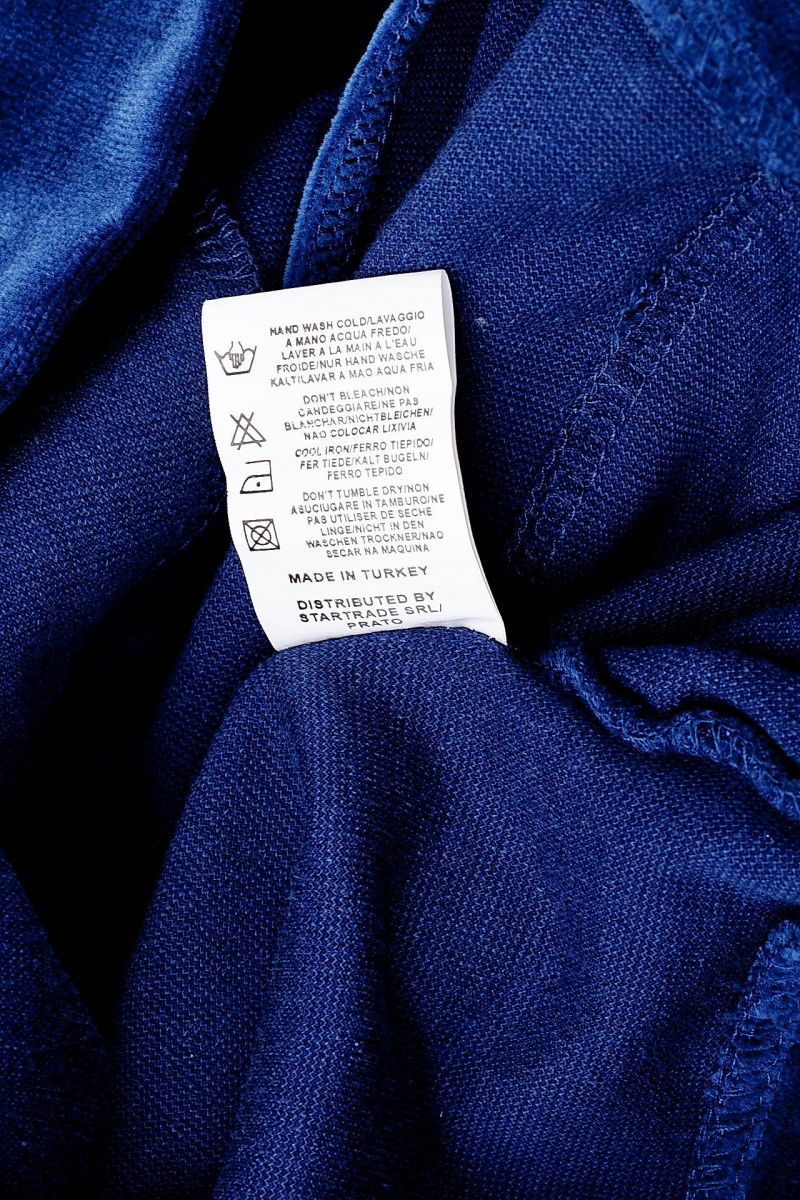 HAND WASH COLD/LAVAGGIO
A MANO ACQUA FREDO/
LAVER A LA MAIN A L'EAU
FROIDE/NUR HAND WASCHE
KALT/LAVAR A MAO AQUA FRIA
DON'T BLEACH/NON
CANDEGGIARE/NE PAS
BLANCHAR/NICHTBLEICHEN/
NAO COLOCAR LIXIVIA
COOL IRON/FERRO TIEPIDO/
FER TIEDE/KALT BUGELN/
FERRO TEPIDO
DON'T TUMBLE DRY/NON
ASUCIUGARE IN TAMBURO/NE
PAS UTILISER DE SECHE
LINGE/NICHT IN DEN
WASCHEN TROCKNER/NAO
SECAR NA MAQUINA
MADE IN TURKEY
DISTRIBUTED BY
STARTRADE SRL/
PRATO